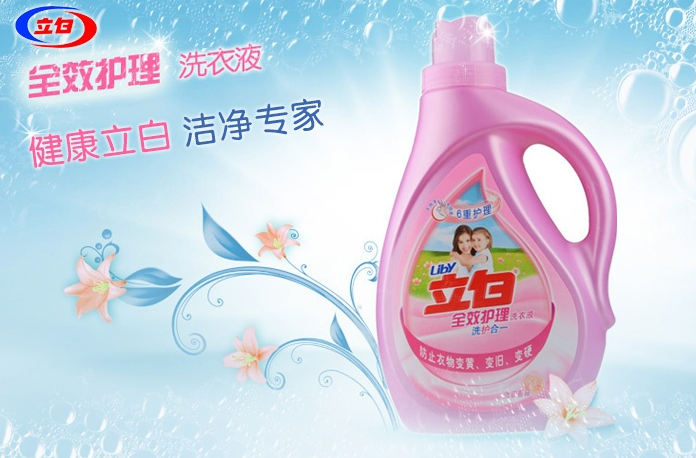 立白
全效护理 洗衣液
健康立白 洁净专家
6重护理
Liby
立白
全效护理洗衣液
洗护合一
防止衣物变黄、变旧、变硬